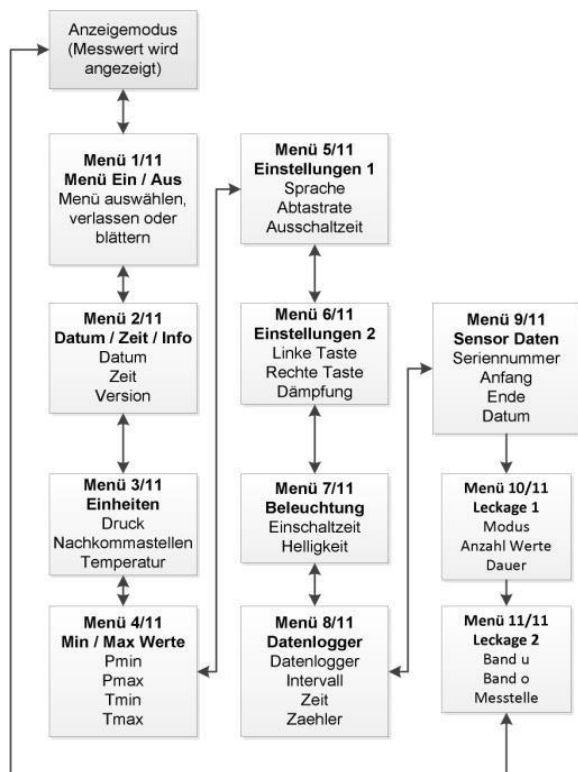 Anzeigemodus
(Messwert wird
angezeigt)
Menü 1/11
Menü Ein / Aus
Menü auswählen,
verlassen oder
blättern
Menü 2/11
Datum / Zeit / Info
Datum
Zeit
Version
Menü 3/11
Einheiten
Druck
Nachkommastellen
Temperatur
Menü 4/11
Min / Max Werte
Pmin
Pmax
Tmin
Tmax
Menü 5/11
Einstellungen 1
Sprache
Abtastrate
Ausschaltzeit
Menü 6/11
Einstellungen 2
Linke Taste
Rechte Taste
Dämpfung
Menü 7/11
Beleuchtung
Einschaltzeit
Helligkeit
Menü 8/11
Datenlogger
Datenlogger
Intervall
Zeit
Zaehler
Menü 9/11
Sensor Daten
Seriennummer
Anfang
Ende
Datum
Menü 10/11
Leckage 1
Modus
Anzahl Werte
Dauer
Menü 11/11
Leckage 2
Band u
Band o
Messtelle